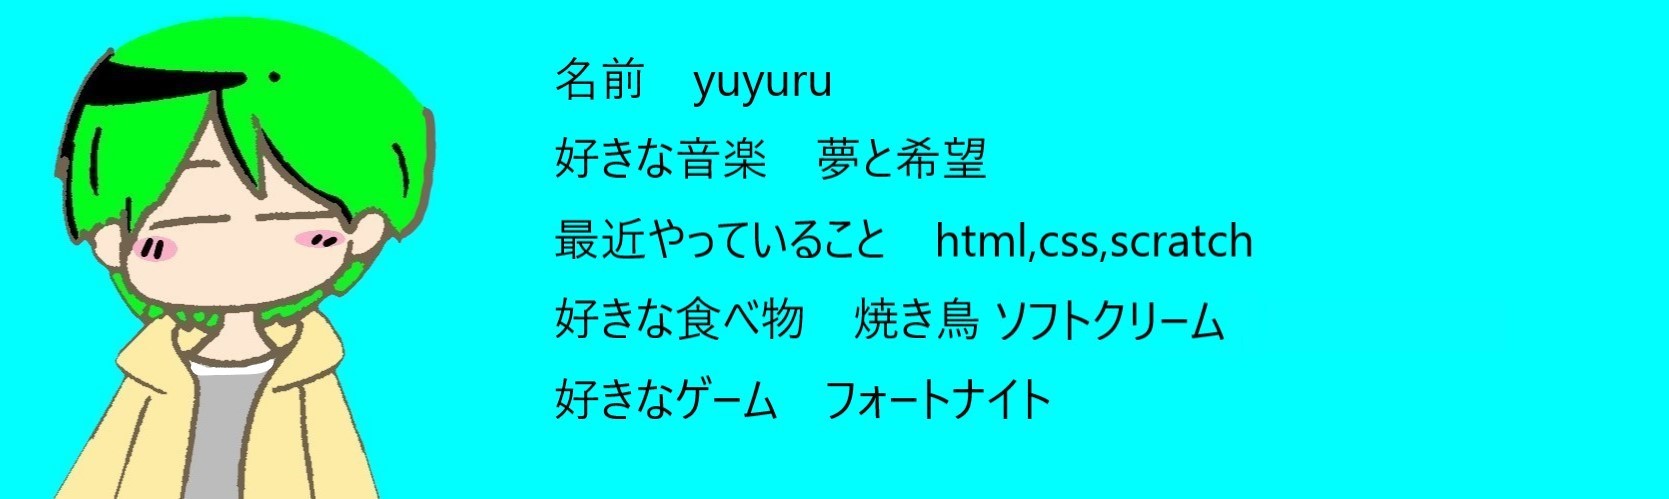 名前　yuyuru
好きな音楽　夢と希望
最近やっていること　html,css,scratch
好きな食べ物　焼き鳥 ソフトクリーム
好きなゲーム　フォートナイト